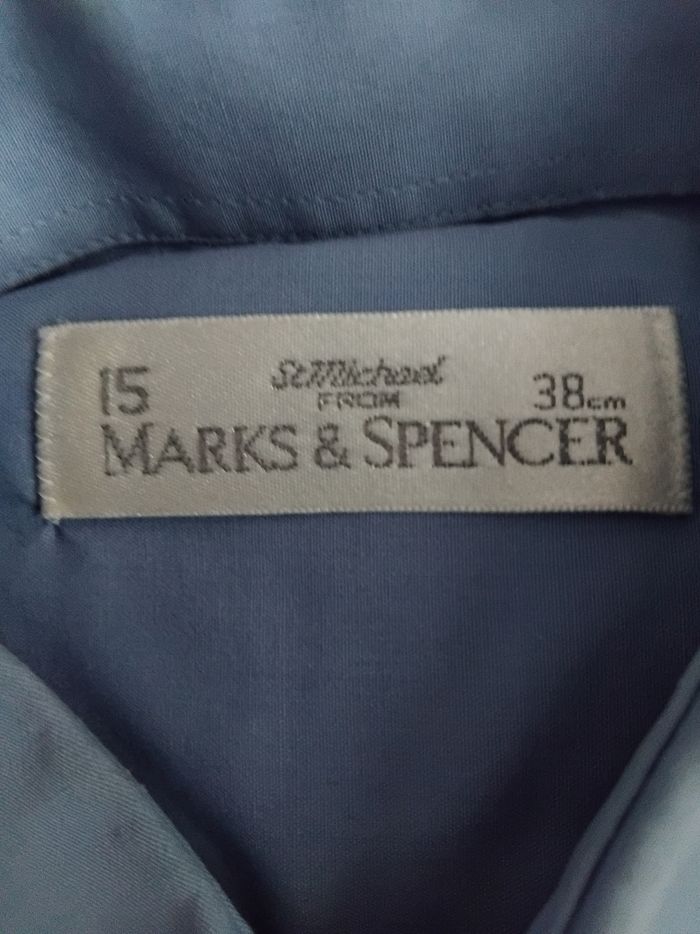 15 St Michael 38cm
FROM
MARKS & SPENCER